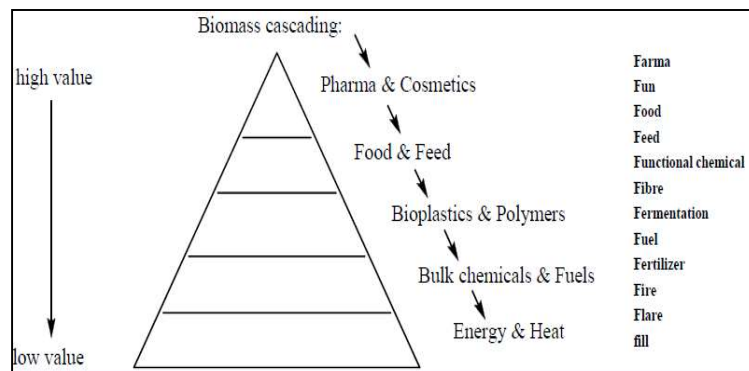 Biomass cascading:
high value
low value
Pharma & Cosmetics
Food & Feed
Bioplastics & Polymers
Bulk chemicals & Fuels
Energy & Heat
Farma
Fun
Food
Feed
Functional chemical
Fibre
Fermentation
Fuel
Fertilizer
Fire
Flare
fill